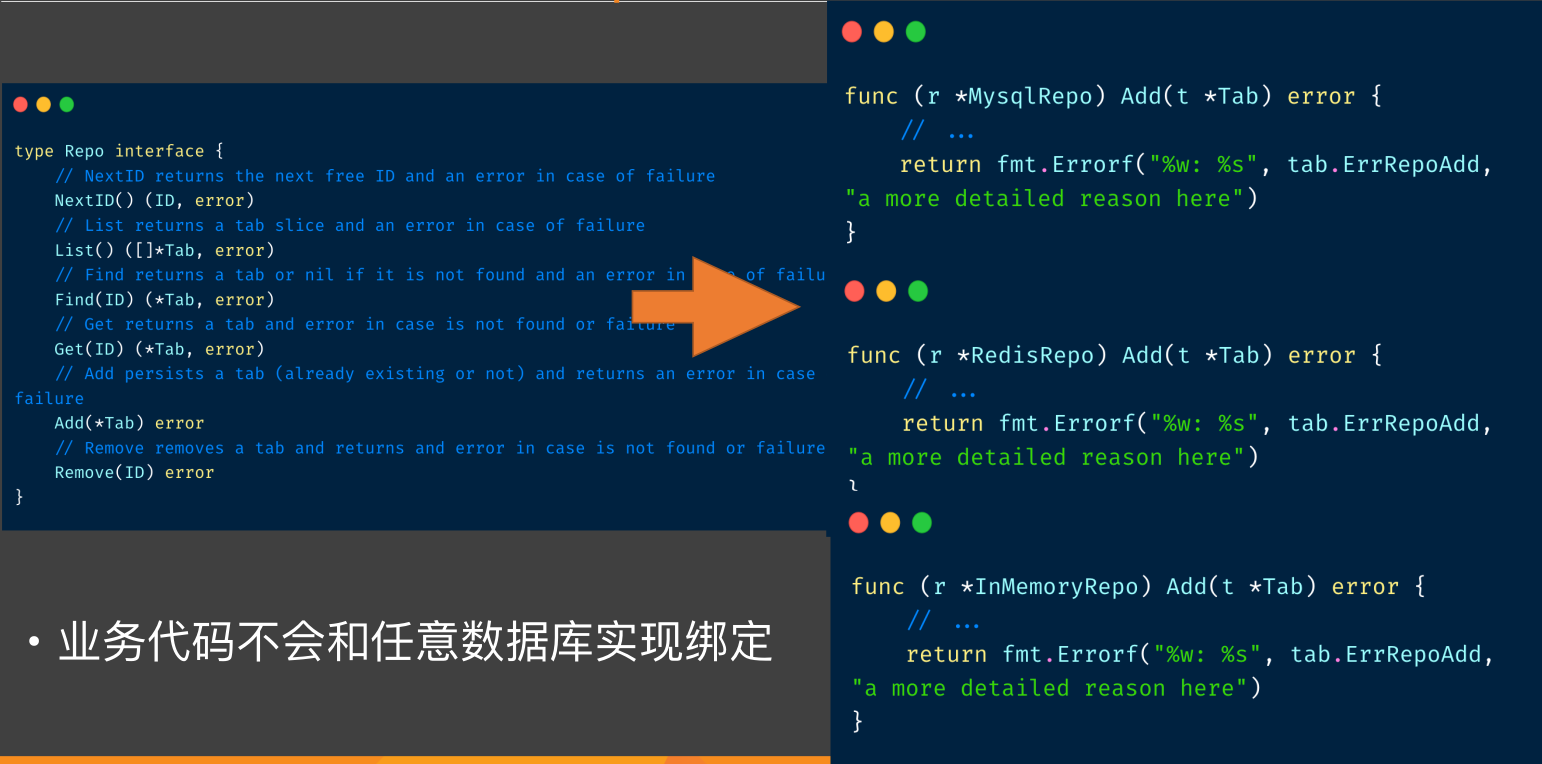 type Repo interface {
// NextID returns the next free ID and an error in case of failure
NextID() (ID, error)
// List returns a tab slice and an error in case of failure
List() ([]*Tab, error)
// Find returns a tab or nil if it is not found and an error in of failu
Find(ID) (*Tab, error)
// Get returns a tab and error in case is not found or failure
Get(ID) (*Tab, error)
// Add persists a tab (already existing or not) and returns an error in case
failure
Add(*Tab) error
// Remove removes a tab and returns and error in case is not found or failure
Remove(ID) error
}
• 业务代码不会和任意数据库实现绑定
func (r *MysqlRepo) Add(t *Tab) error {
// ...
return fmt.Errorf("%w: %s", tab.ErrRepoAdd,
"a more detailed reason here")
}
func (r *RedisRepo) Add(t *Tab) error {
// ...
return fmt.Errorf("%w: %s", tab.ErrRepoAdd,
"a more detailed reason here")
}
func (r *InMemoryRepo) Add(t *Tab) error {
// ...
return fmt.Errorf("%w: %s", tab.ErrRepoAdd,
"a more detailed reason here")
}